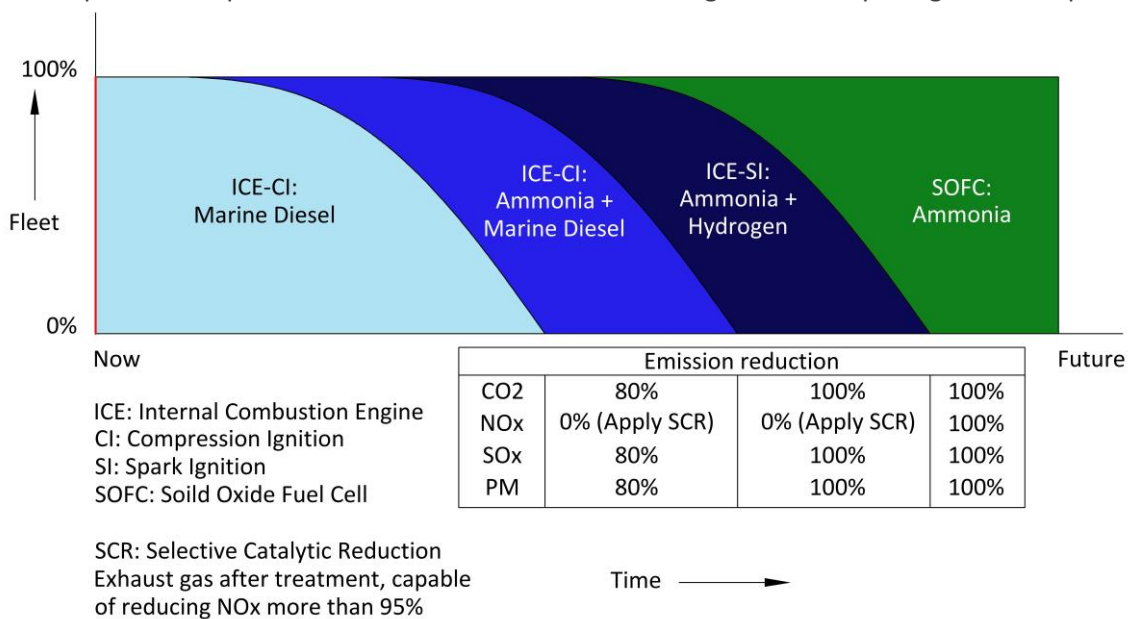 100%
Fleet
0%
ICE-CI:
Marine Diesel
ICE-CI:
Ammonia +
Marine Diesel
ICE-SI:
Ammonia +
Hydrogen
SOFC:
Ammonia
Now
Future
Emission reduction
CO2 80% 100% 100%
NOx 0% (Apply SCR) 0% (Apply SCR) 100%
SOx 80% 100% 100%
PM 80% 100% 100%
ICE: Internal Combustion Engine
CI: Compression Ignition
SI: Spark Ignition
SOFC: Soild Oxide Fuel Cell
SCR: Selective Catalytic Reduction
Exhaust gas after treatment, capable
of reducing NOx more than 95%
Time